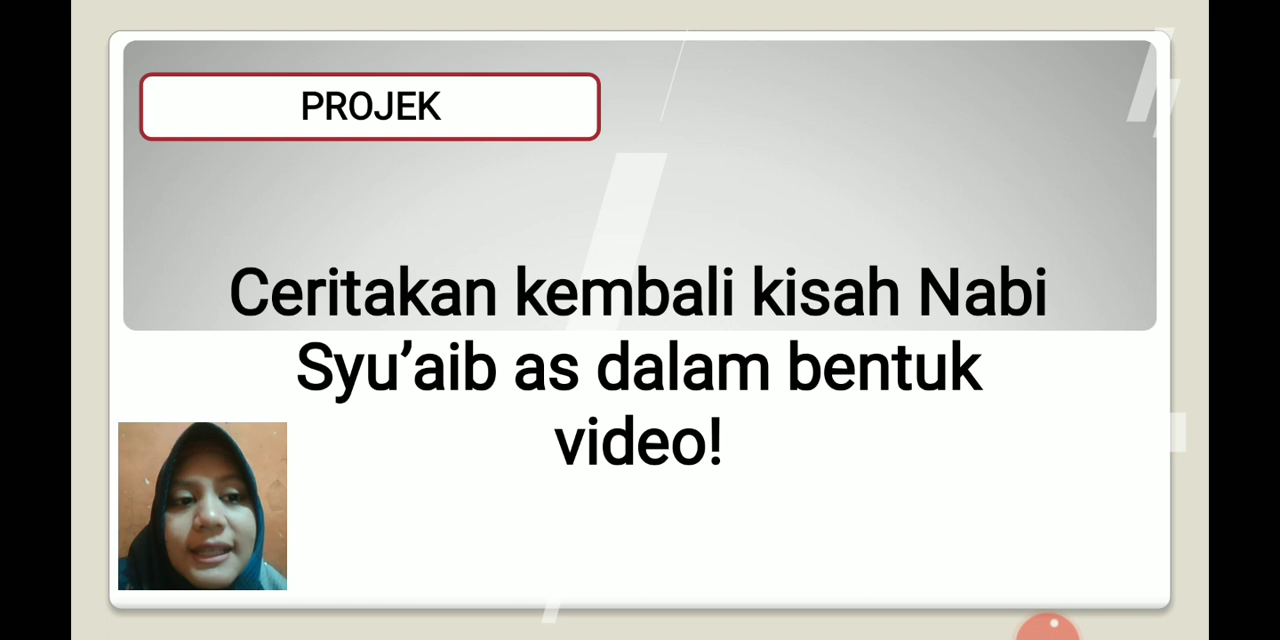 PROJEK
Ceritakan kembali kisah Nabi
Syu’aib as dalam bentuk
video!